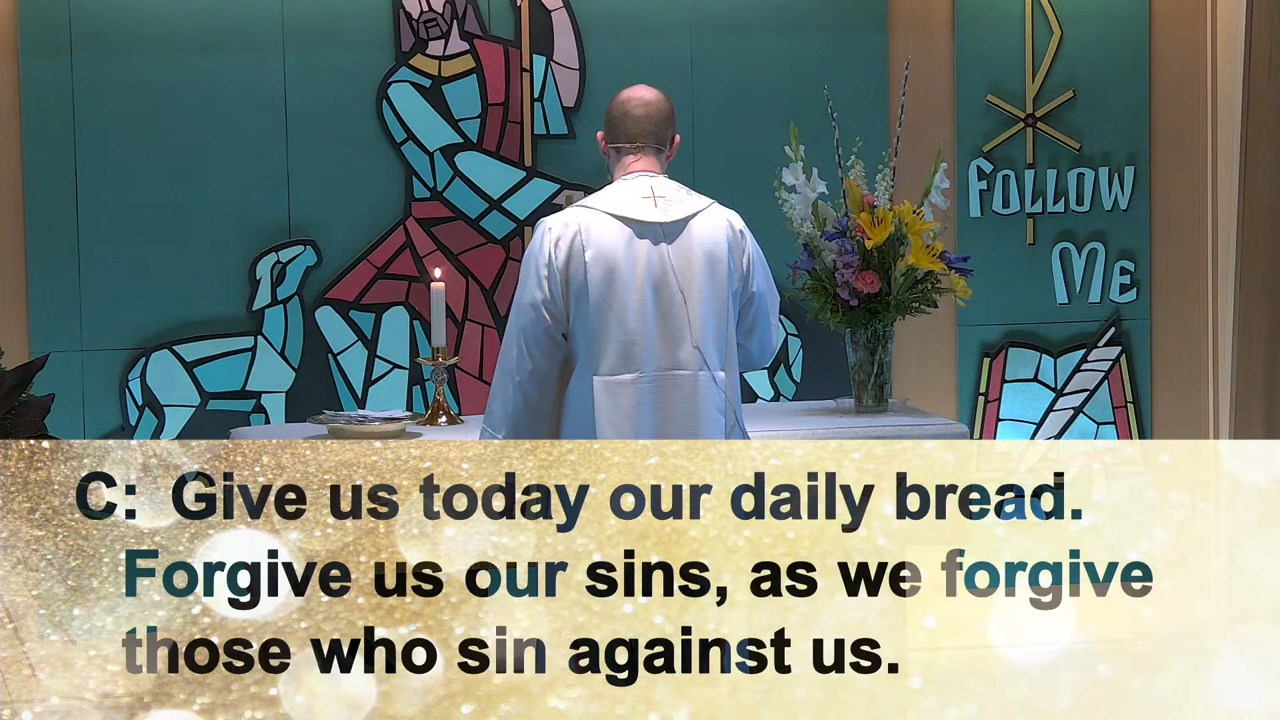 FOLLOW
ME
C: Give us today our daily bread.
Forgive us our sins, as we forgive
those who sin against us.